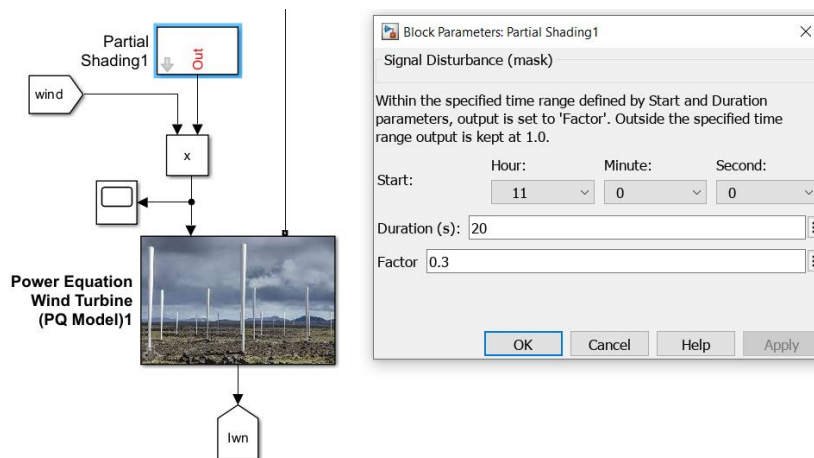 Partial
Shading1
Out
wind
x
Power Equation
Wind Turbine
(PQ Model)1
Iwn
Block Parameters: Partial Shading1
Signal Disturbance (mask)
Within the specified time range defined by Start and Duration
parameters, output is set to 'Factor'. Outside the specified time
range output is kept at 1.0.
Hour: Minute: Second:
Start: 11 0 0
Duration (s): 20
Factor 0.3
OK Cancel Help Apply